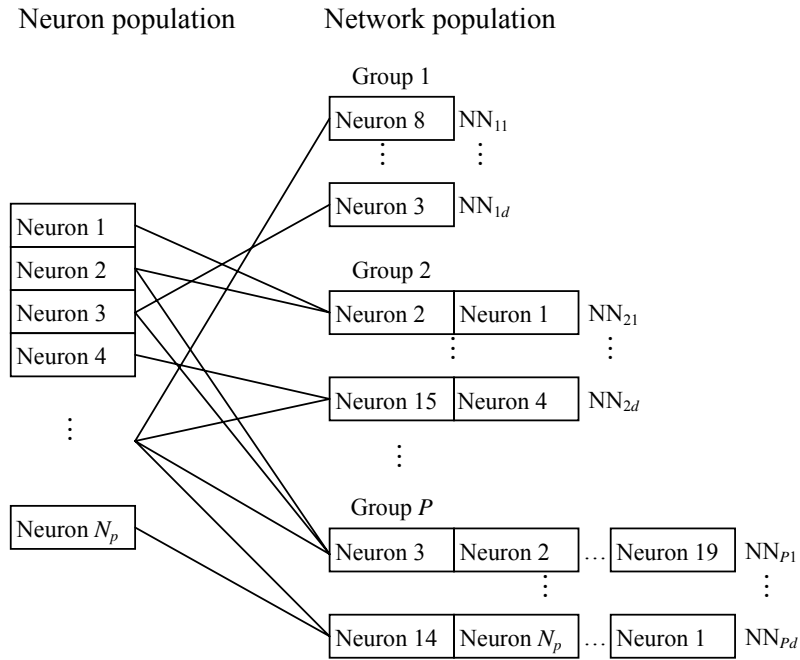 Neuron population
Network population
Group 1
Neuron 8 NN₁₁
⋮ ⋮
Neuron 3 NN₁d
Neuron 1
Neuron 2
Neuron 3
Neuron 4
⋮
Neuron Nₚ
Group 2
Neuron 2 Neuron 1 NN₂₁
⋮ ⋮
Neuron 15 Neuron 4 NN₂d
⋮
Group P
Neuron 3 Neuron 2 … Neuron 19 NNP1
⋮ ⋮
Neuron 14 Neuron Nₚ … Neuron 1 NNPd